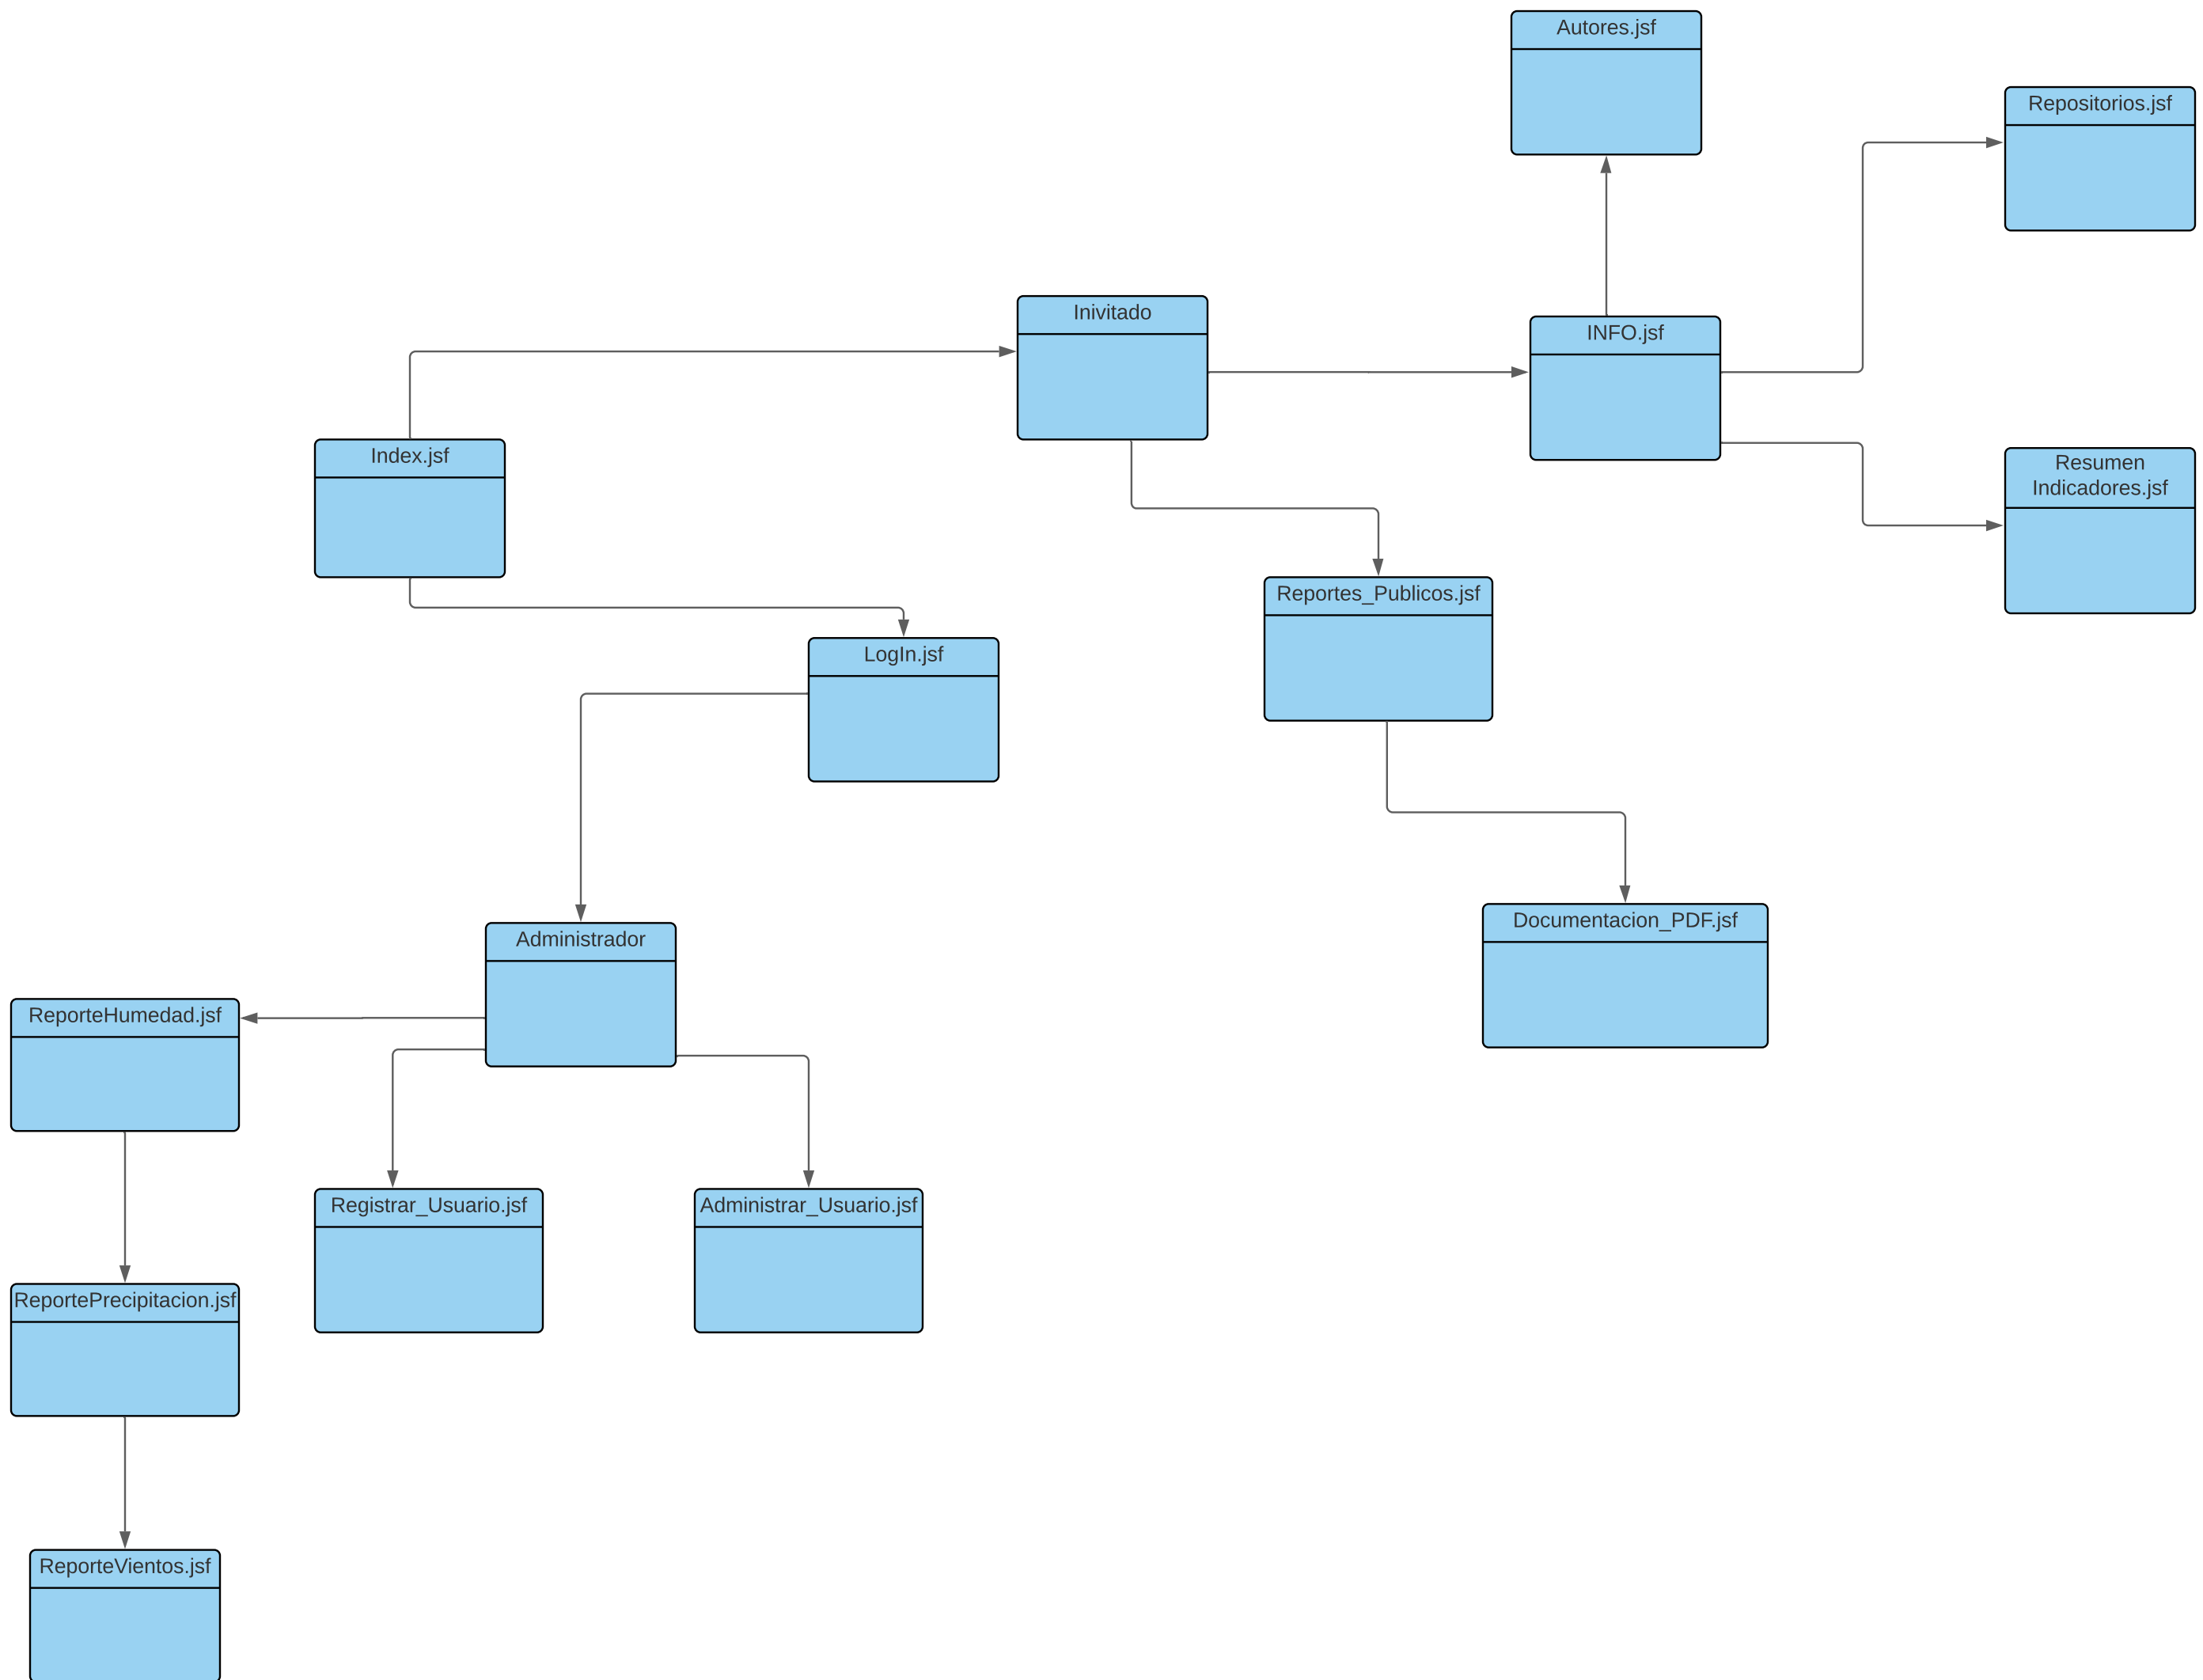 Autores.jsf
Repositorios.jsf
Inivitado
INFO.jsf
Index.jsf
Resumen
Indicadores.jsf
Reportes_Publicos.jsf
LogIn.jsf
Documentacion_PDF.jsf
Administrador
ReporteHumedad.jsf
Registrar_Usuario.jsf
Administrar_Usuario.jsf
ReportePrecipitacion.jsf
ReporteVientos.jsf